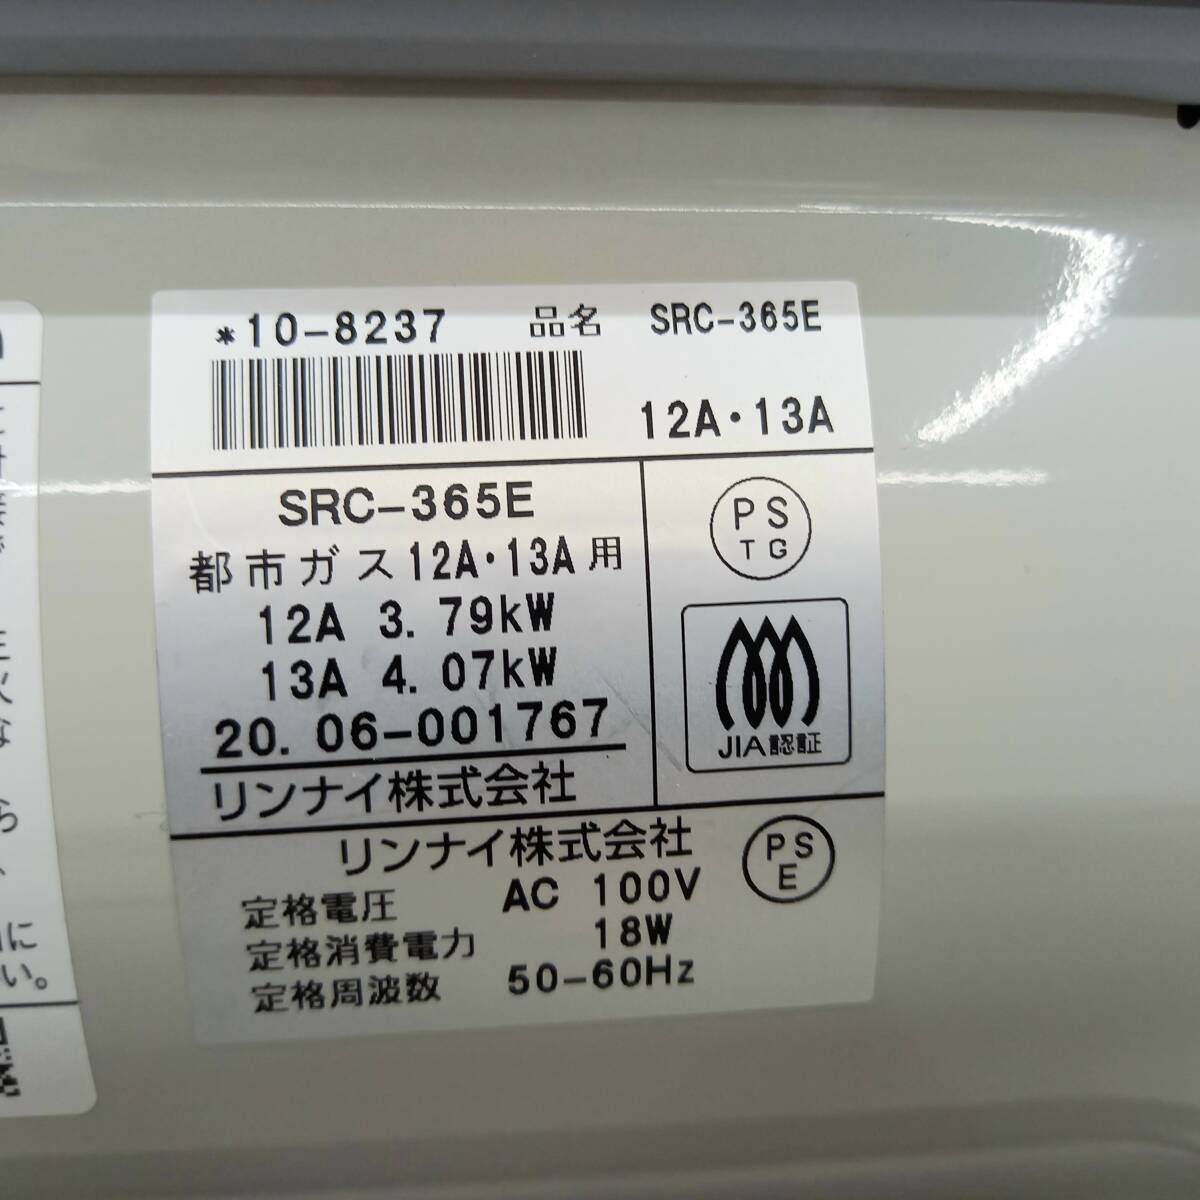 *10-8237 品名 SRC-365E
12A・13A
SRC-365E
都市ガス12A・13A用
12A 3.79kW
13A 4.07kW
20.06-001767
リンナイ株式会社
PS
TG
JIA認証
リンナイ株式会社
定格電圧 AC 100V
定格消費電力 18W
定格周波数 50-60Hz
PS
E
に
い。